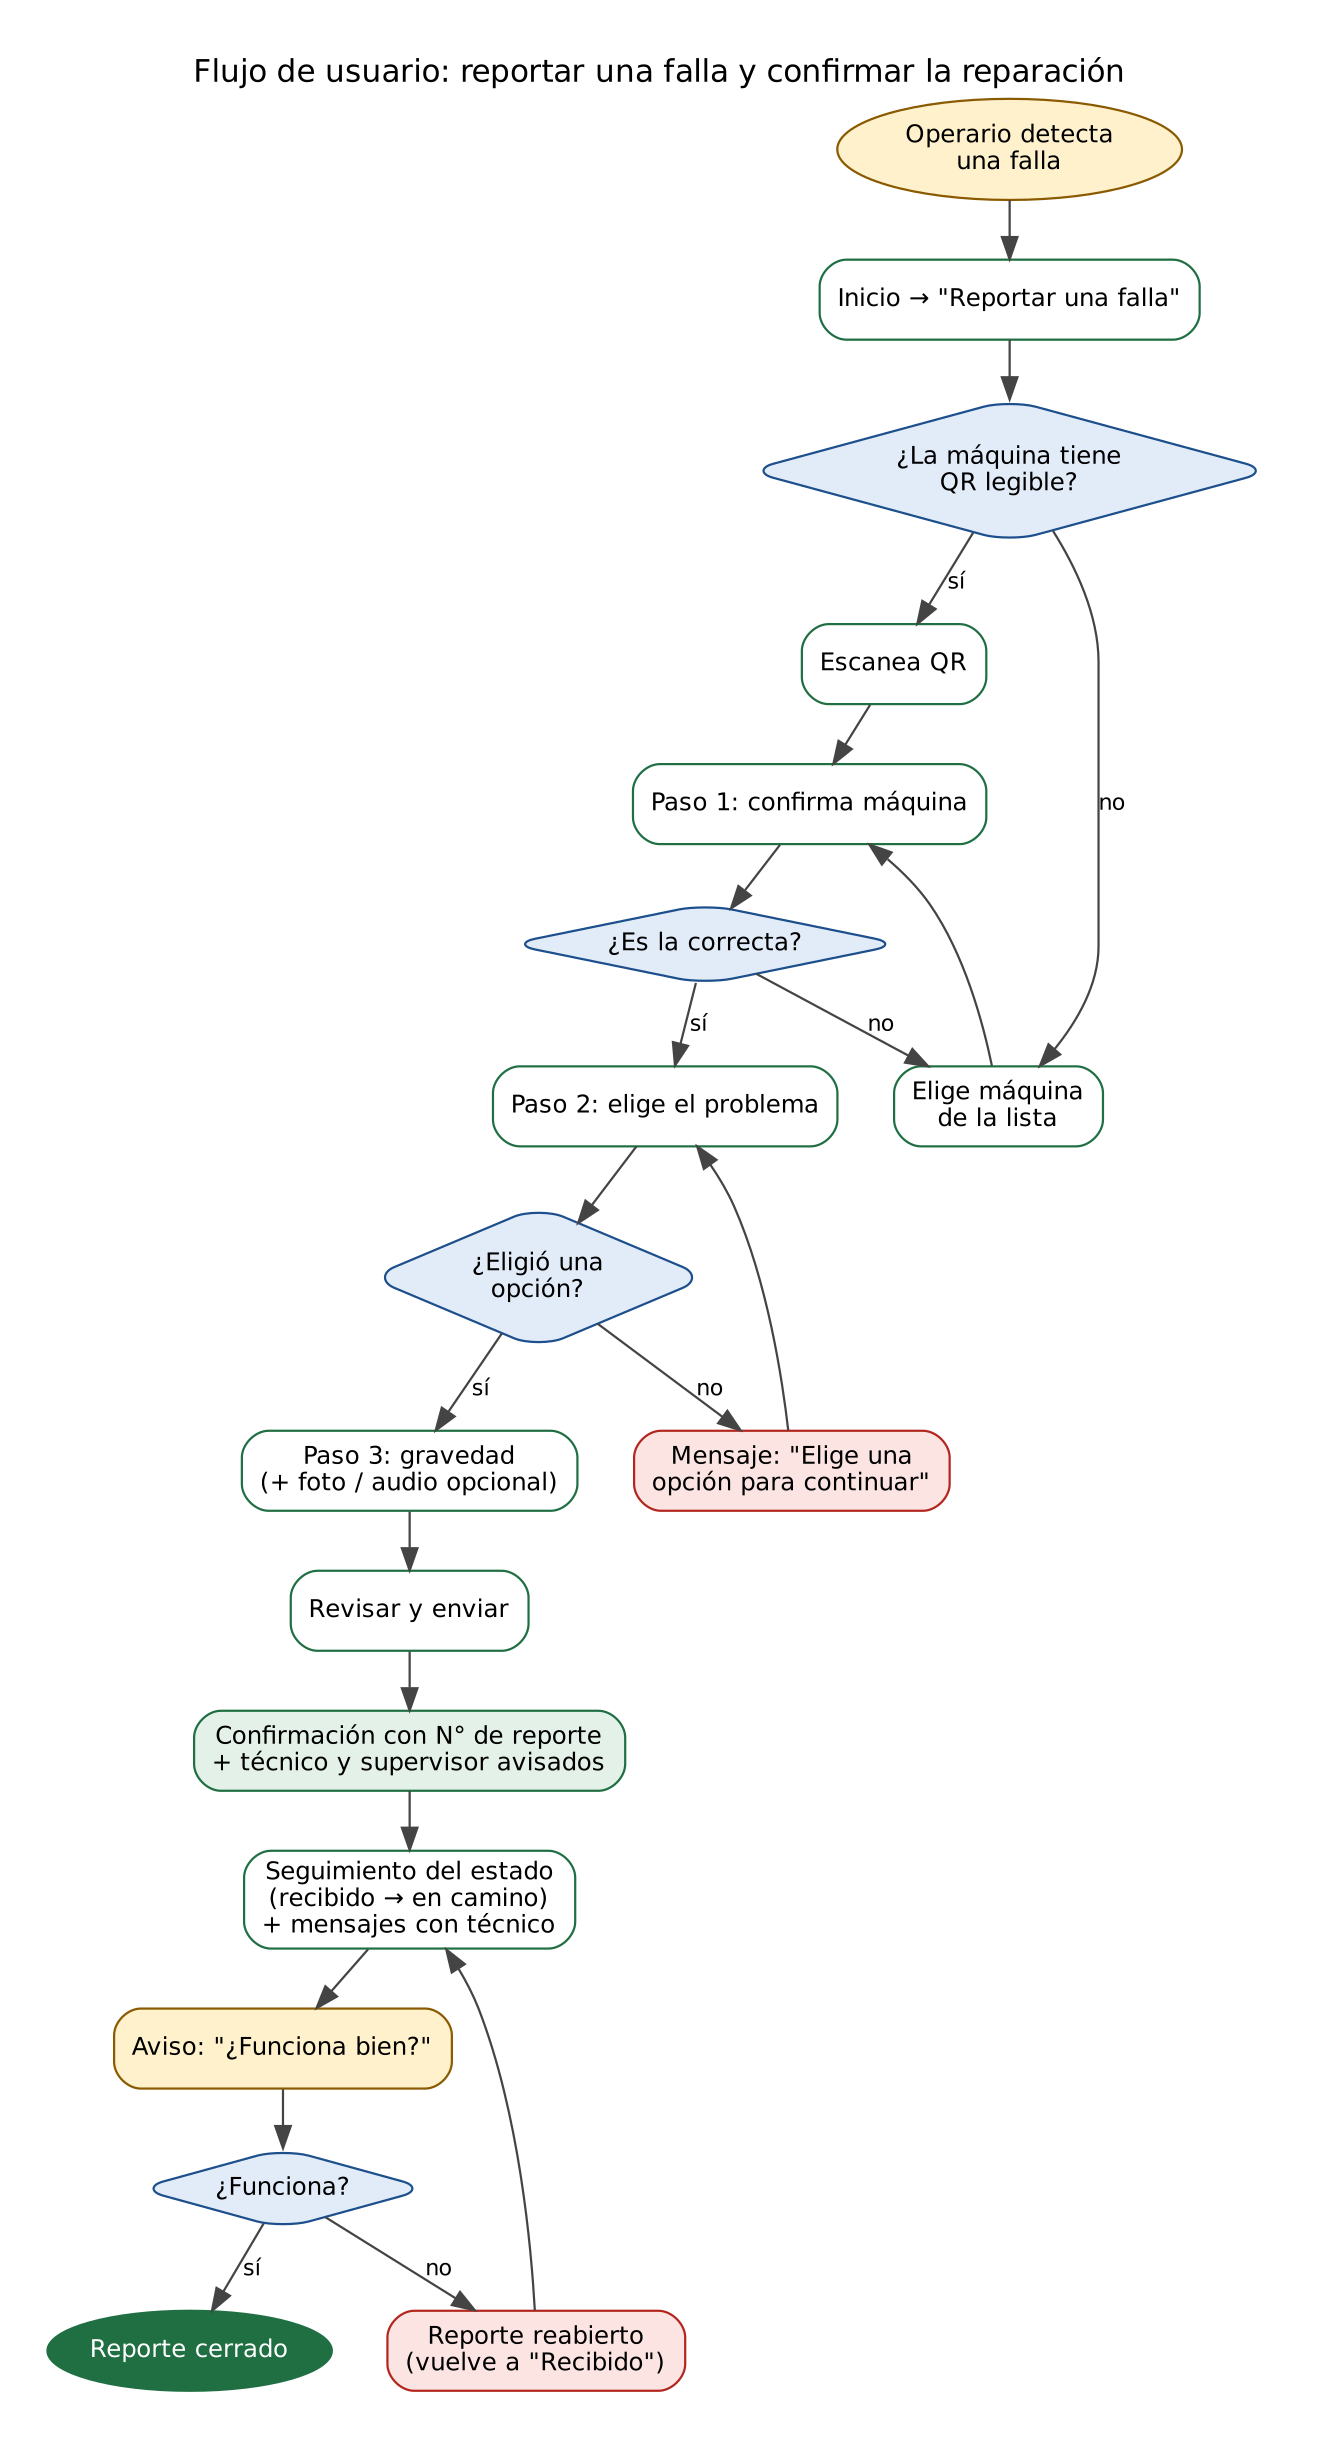 Flujo de usuario: reportar una falla y confirmar la reparación
Operario detecta
una falla
Inicio → "Reportar una falla"
¿La máquina tiene
QR legible?
sí
Escanea QR
Paso 1: confirma máquina
no
¿Es la correcta?
sí
no
Paso 2: elige el problema
Elige máquina
de la lista
¿Eligió una
opción?
sí
no
Paso 3: gravedad
(+ foto / audio opcional)
Mensaje: "Elige una
opción para continuar"
Revisar y enviar
Confirmación con N° de reporte
+ técnico y supervisor avisados
Seguimiento del estado
(recibido → en camino)
+ mensajes con técnico
Aviso: "¿Funciona bien?"
¿Funciona?
sí
no
Reporte cerrado
Reporte reabierto
(vuelve a "Recibido")